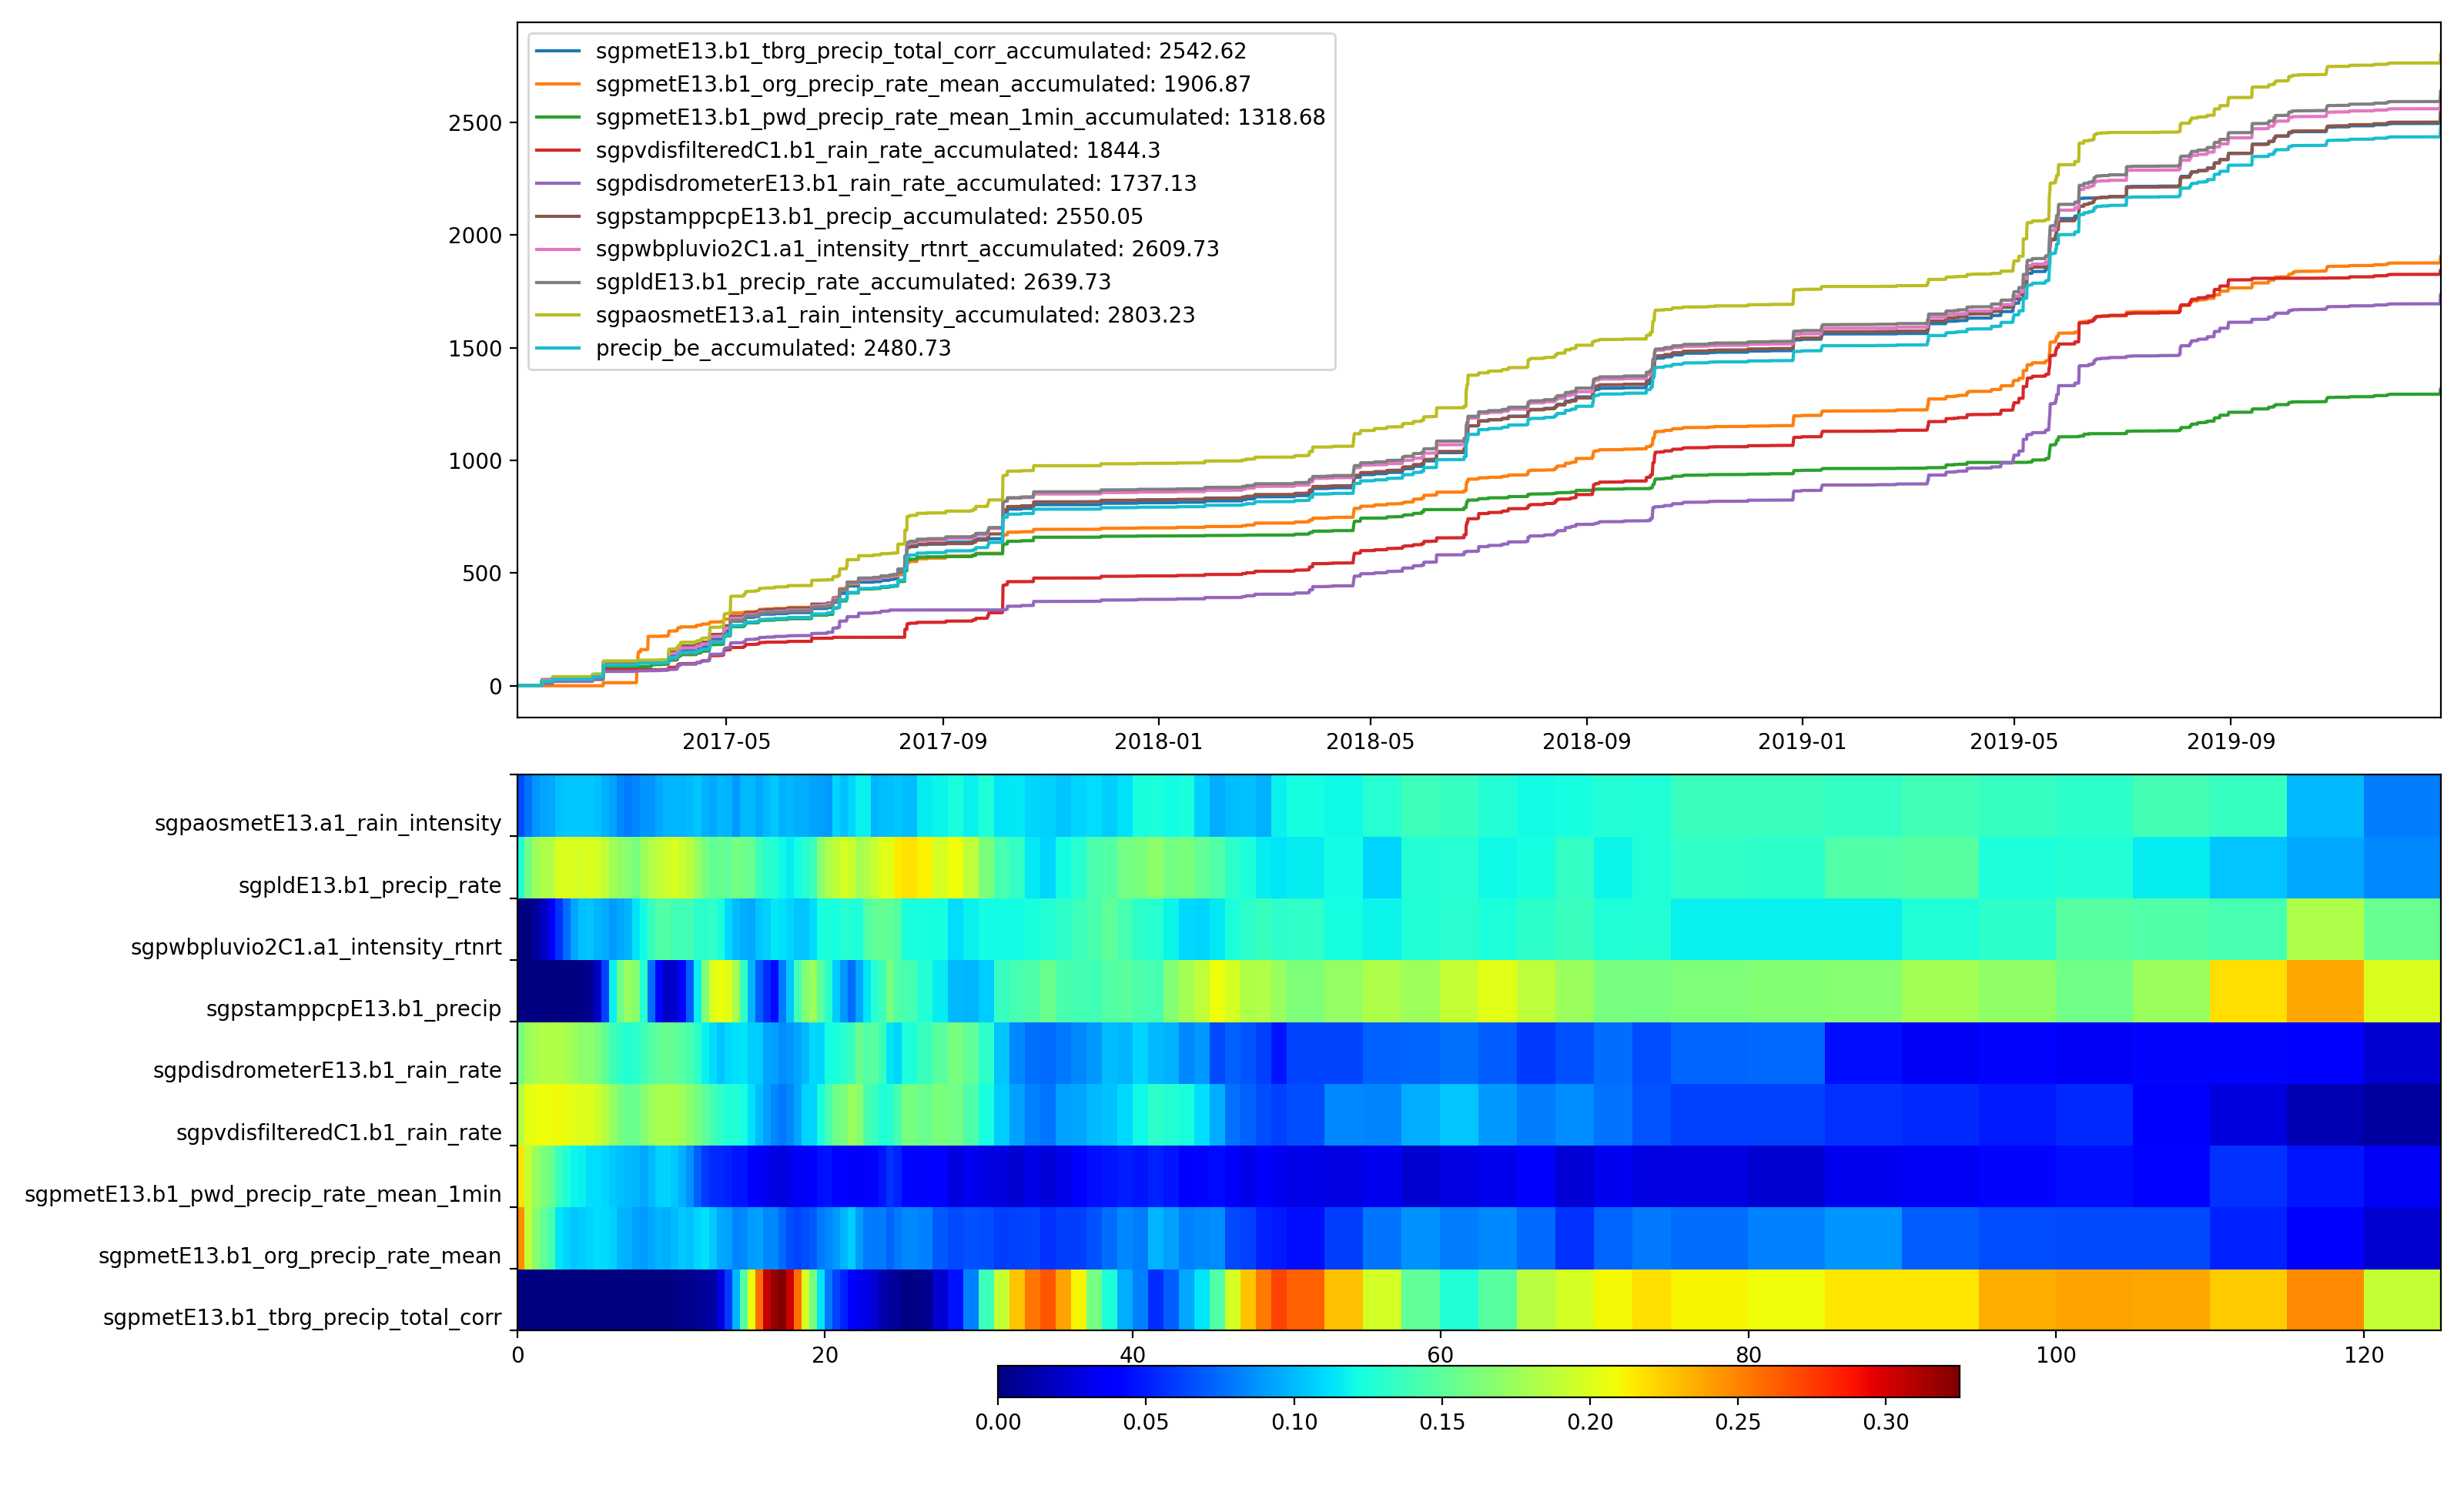 sgpmetE13.b1_tbrg_precip_total_corr_accumulated: 2542.62
sgpmetE13.b1_org_precip_rate_mean_accumulated: 1906.87
sgpmetE13.b1_pwd_precip_rate_mean_1min_accumulated: 1318.68
sgpvdisfilteredC1.b1_rain_rate_accumulated: 1844.3
sgpdisdrometerE13.b1_rain_rate_accumulated: 1737.13
sgpstamppcpE13.b1_precip_accumulated: 2550.05
sgpwbpluvio2C1.a1_intensity_rtnrt_accumulated: 2609.73
sgpldE13.b1_precip_rate_accumulated: 2639.73
sgpaosmetE13.a1_rain_intensity_accumulated: 2803.23
precip_be_accumulated: 2480.73
2500
2000
1500
1000
500
0
2017-05 2017-09 2018-01 2018-05 2018-09 2019-01 2019-05 2019-09
sgpaosmetE13.a1_rain_intensity
sgpldE13.b1_precip_rate
sgpwbpluvio2C1.a1_intensity_rtnrt
sgpstamppcpE13.b1_precip
sgpdisdrometerE13.b1_rain_rate
sgpvdisfilteredC1.b1_rain_rate
sgpmetE13.b1_pwd_precip_rate_mean_1min
sgpmetE13.b1_org_precip_rate_mean
sgpmetE13.b1_tbrg_precip_total_corr
0 20 40 60 80 100 120
0.00 0.05 0.10 0.15 0.20 0.25 0.30